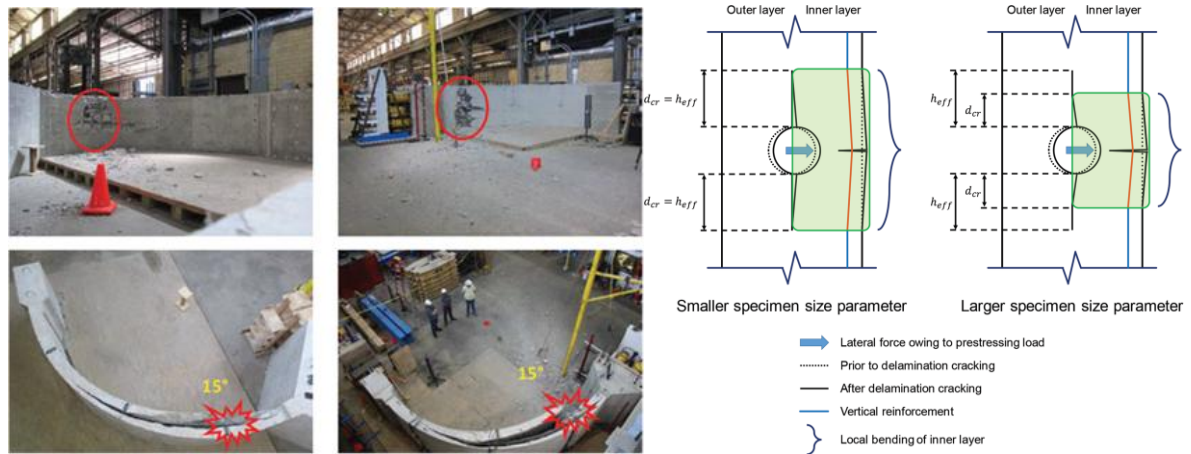 15°
15°
Outer layer
Inner layer
d_cr = h_eff
d_cr = h_eff
Smaller specimen size parameter
Outer layer
Inner layer
h_eff
d_cr
h_eff
d_cr
Larger specimen size parameter
Lateral force owing to prestressing load
Prior to delamination cracking
After delamination cracking
Vertical reinforcement
Local bending of inner layer